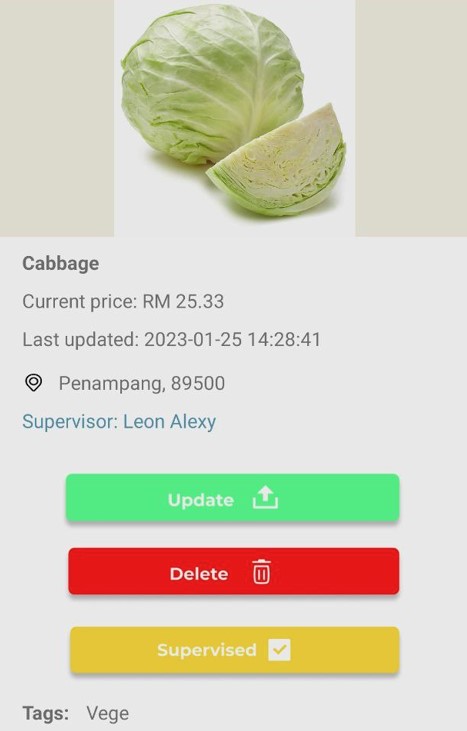 Cabbage
Current price: RM 25.33
Last updated: 2023-01-25 14:28:41
Penampang, 89500
Supervisor: Leon Alexy
Update
Delete
Supervised
Tags: Vege